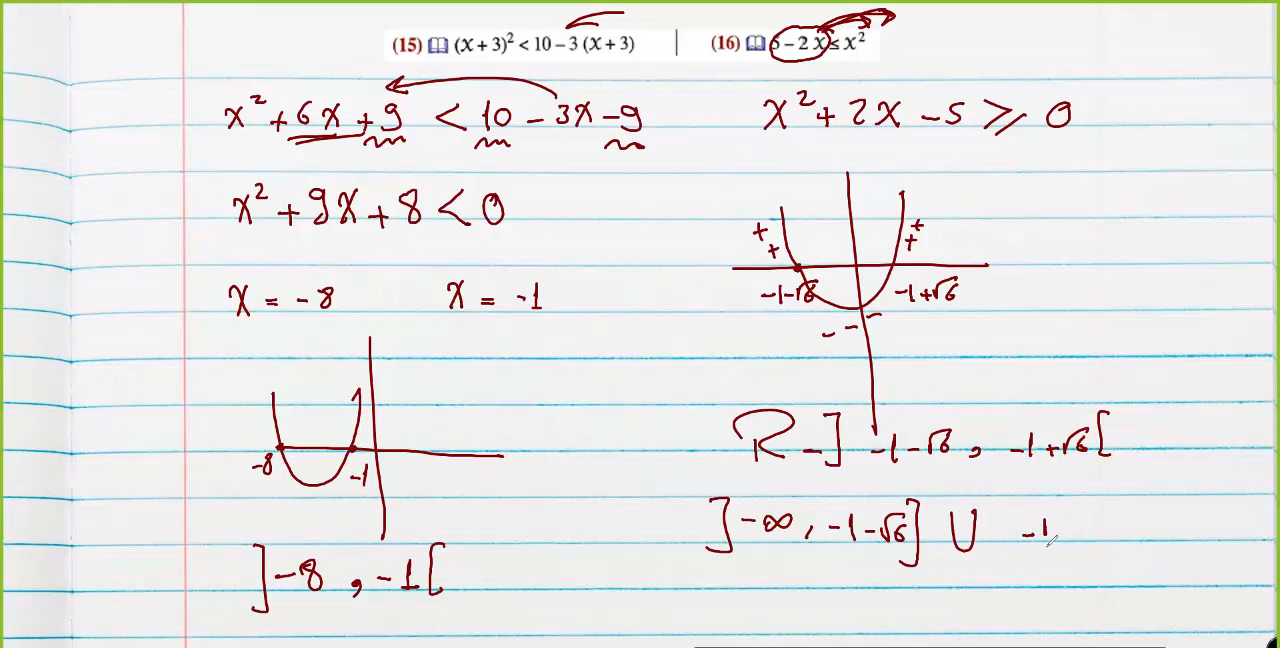 (15) (x + 3)² < 10 – 3 (x + 3)
(16) 5 – 2 x ≤ x²
x² + 6x + 9 < 10 - 3x - 9
x² + 9x + 8 < 0
x = -8 x = -1
-8 -1
]-8 , -1[
x² + 2x - 5 ≥ 0
+ + + +
-1-√6 -1+√6
- - -
R - ]-1-√6 , -1+√6[
]-∞ , -1-√6] ∪ -1